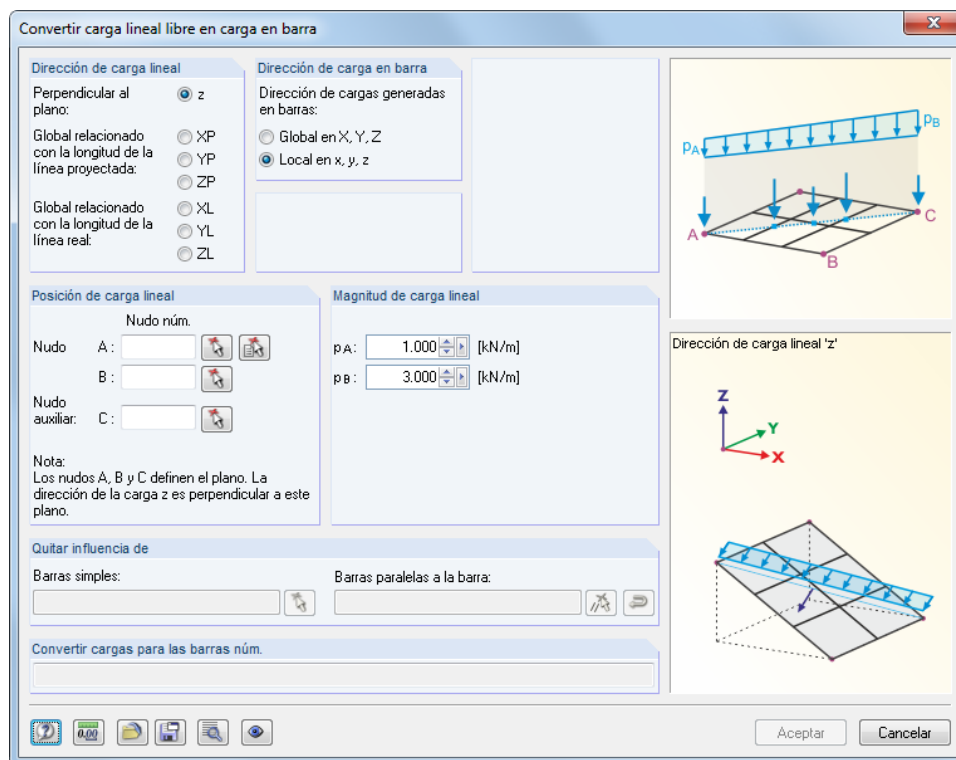 Convertir carga lineal libre en carga en barra
Dirección de carga lineal
Perpendicular al
plano:
z
Global relacionado
con la longitud de la
línea proyectada:
XP
YP
ZP
Global relacionado
con la longitud de la
línea real:
XL
YL
ZL
Dirección de carga en barra
Dirección de cargas generadas
en barras:
Global en X, Y, Z
Local en x, y, z
pA
pB
A
B
C
Posición de carga lineal
Nudo núm.
Nudo A :
B :
Nudo
auxiliar: C :
Nota:
Los nudos A, B y C definen el plano. La
dirección de la carga z es perpendicular a este
plano.
Magnitud de carga lineal
pA: 1.000 [kN/m]
pB: 3.000 [kN/m]
Dirección de carga lineal 'z'
Z
Y
X
Quitar influencia de
Barras simples:
Barras paralelas a la barra:
Convertir cargas para las barras núm.
0.00
Aceptar
Cancelar